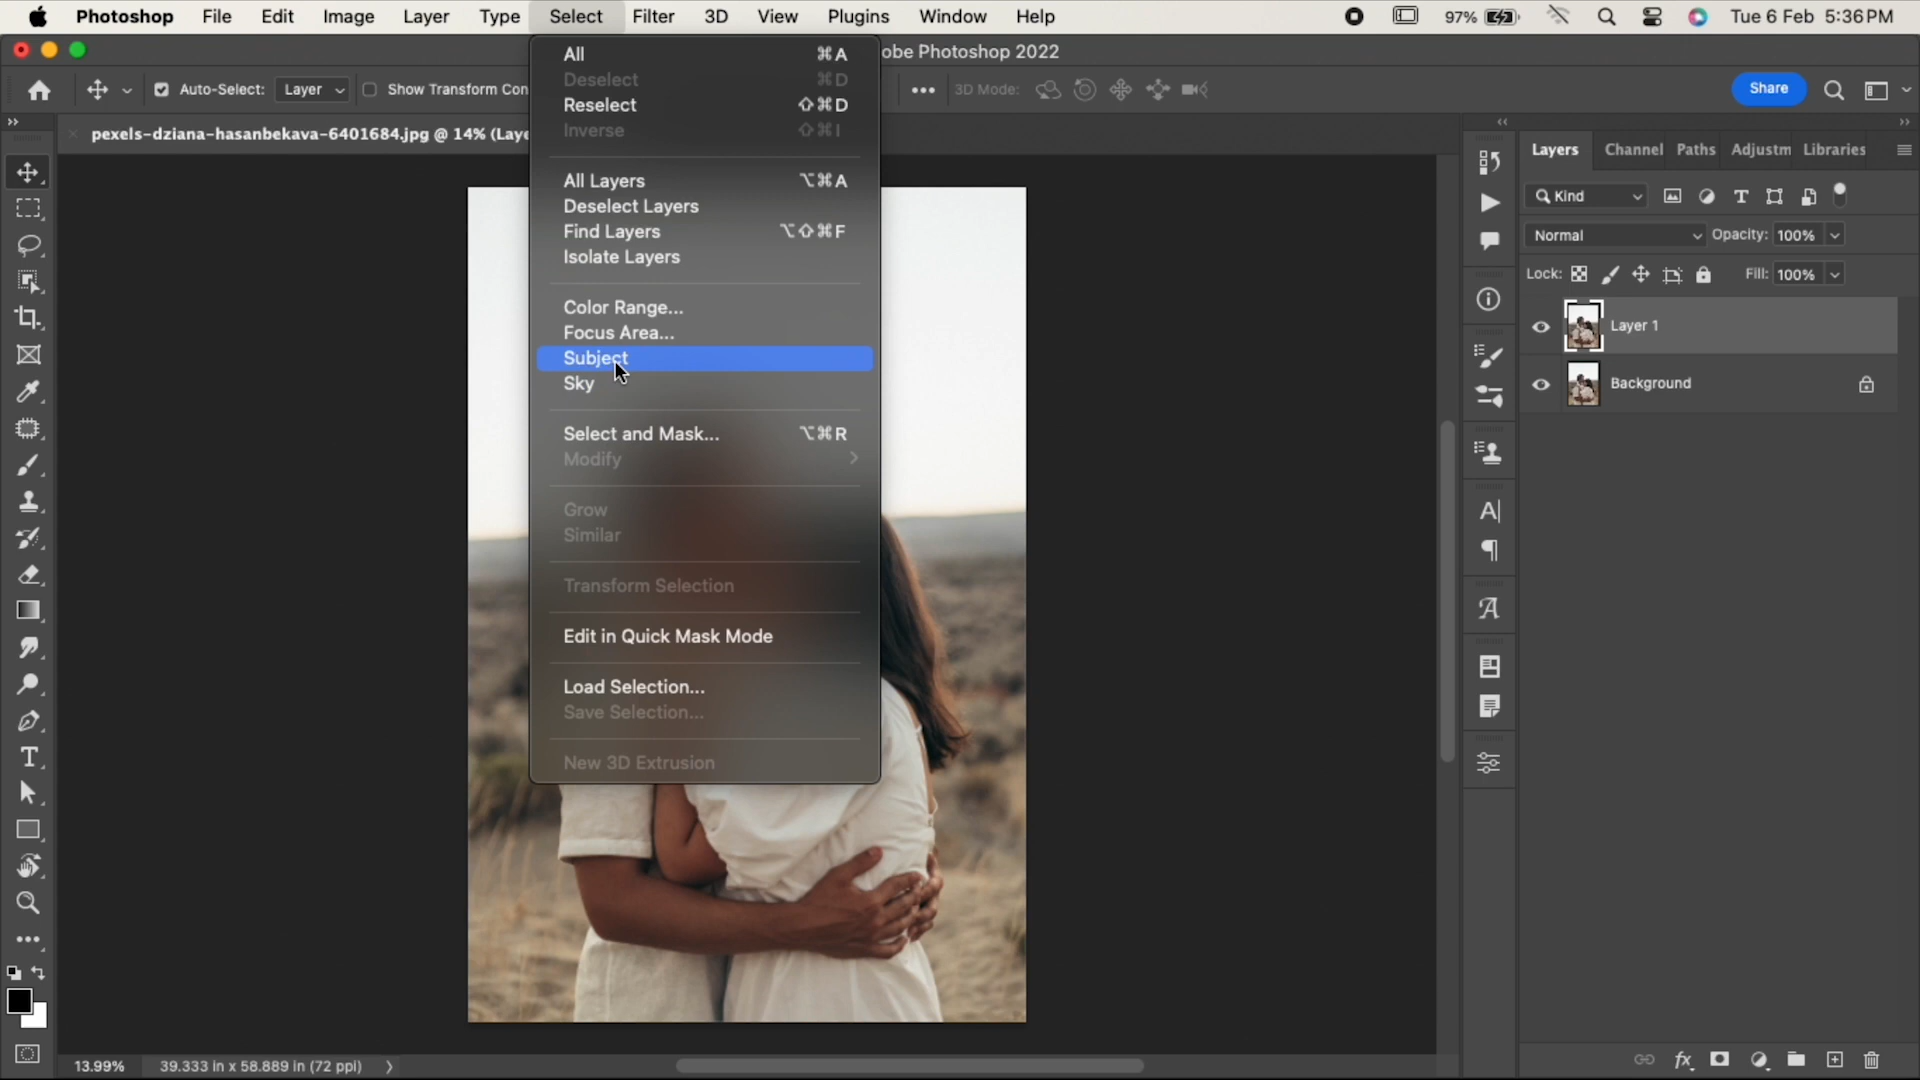 Photoshop File Edit Image Layer Type Select Filter 3D View Plugins Window Help 97% Tue 6 Feb 5:36PM
obe Photoshop 2022
Auto-Select: Layer Show Transform Con 3D Mode: Share
pexels-dziana-hasanbekava-6401684.jpg @ 14% (Laye
All ⌘A
Deselect ⌘D
Reselect ⇧⌘D
Inverse ⇧⌘I
All Layers ⌥⌘A
Deselect Layers
Find Layers ⌥⇧⌘F
Isolate Layers
Color Range...
Focus Area...
Subject
Sky
Select and Mask... ⌥⌘R
Modify
Grow
Similar
Transform Selection
Edit in Quick Mask Mode
Load Selection...
Save Selection...
New 3D Extrusion
Layers Channel Paths Adjustm Libraries
Kind
Normal Opacity: 100%
Lock: Fill: 100%
Layer 1
Background
13.99% 39.333 in x 58.889 in (72 ppi)